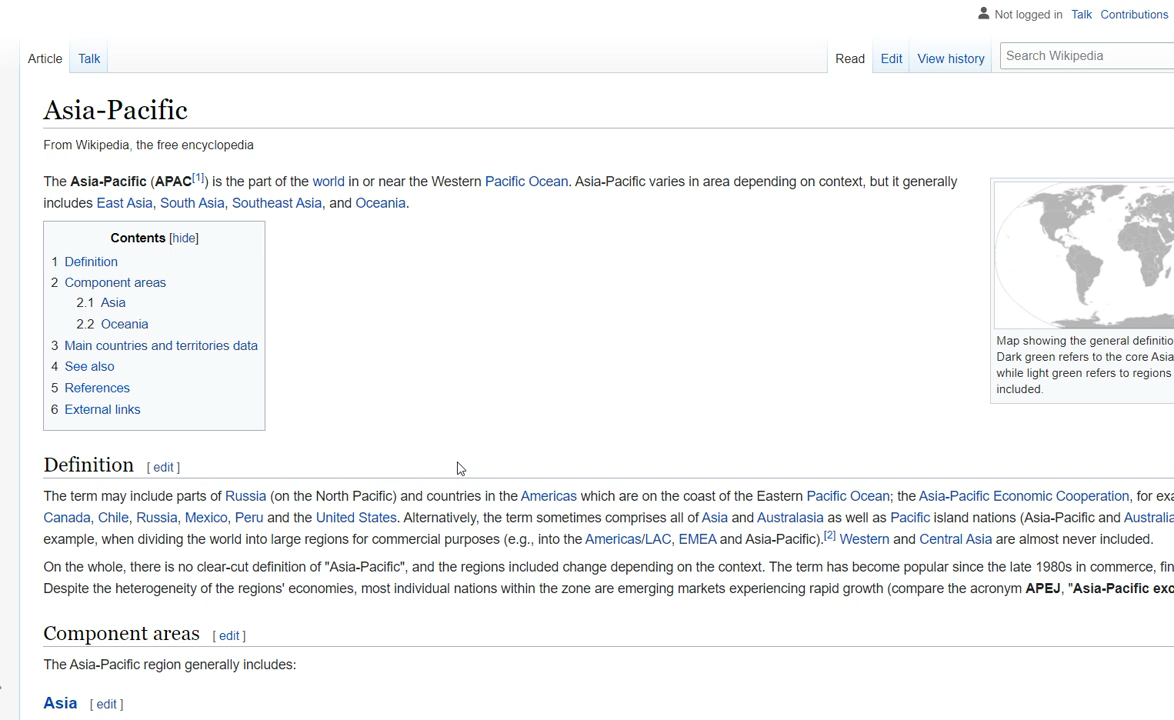 Not logged in Talk Contributions
Article Talk Read Edit View history Search Wikipedia
Asia-Pacific
From Wikipedia, the free encyclopedia
The Asia-Pacific (APAC[1]) is the part of the world in or near the Western Pacific Ocean. Asia-Pacific varies in area depending on context, but it generally
includes East Asia, South Asia, Southeast Asia, and Oceania.
Contents [hide]
1 Definition
2 Component areas
2.1 Asia
2.2 Oceania
3 Main countries and territories data
4 See also
5 References
6 External links
Map showing the general definitio
Dark green refers to the core Asia
while light green refers to regions
included.
Definition [ edit ]
The term may include parts of Russia (on the North Pacific) and countries in the Americas which are on the coast of the Eastern Pacific Ocean; the Asia-Pacific Economic Cooperation, for exa
Canada, Chile, Russia, Mexico, Peru and the United States. Alternatively, the term sometimes comprises all of Asia and Australasia as well as Pacific island nations (Asia-Pacific and Australia
example, when dividing the world into large regions for commercial purposes (e.g., into the Americas/LAC, EMEA and Asia-Pacific).[2] Western and Central Asia are almost never included.
On the whole, there is no clear-cut definition of "Asia-Pacific", and the regions included change depending on the context. The term has become popular since the late 1980s in commerce, fin
Despite the heterogeneity of the regions' economies, most individual nations within the zone are emerging markets experiencing rapid growth (compare the acronym APEJ, "Asia-Pacific exc
Component areas [ edit ]
The Asia-Pacific region generally includes:
Asia [ edit ]